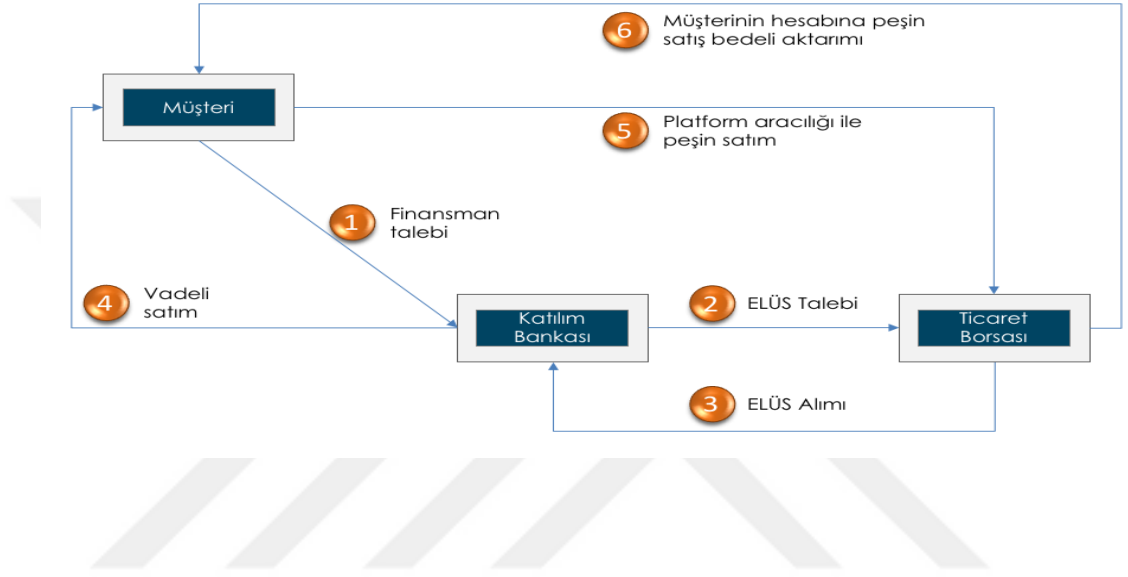 6
Müşterinin hesabına peşin
satış bedeli aktarımı
Müşteri
5
Platform aracılığı ile
peşin satım
1
Finansman
talebi
4
Vadeli
satım
2
ELÜS Talebi
Katılım
Bankası
Ticaret
Borsası
3
ELÜS Alımı